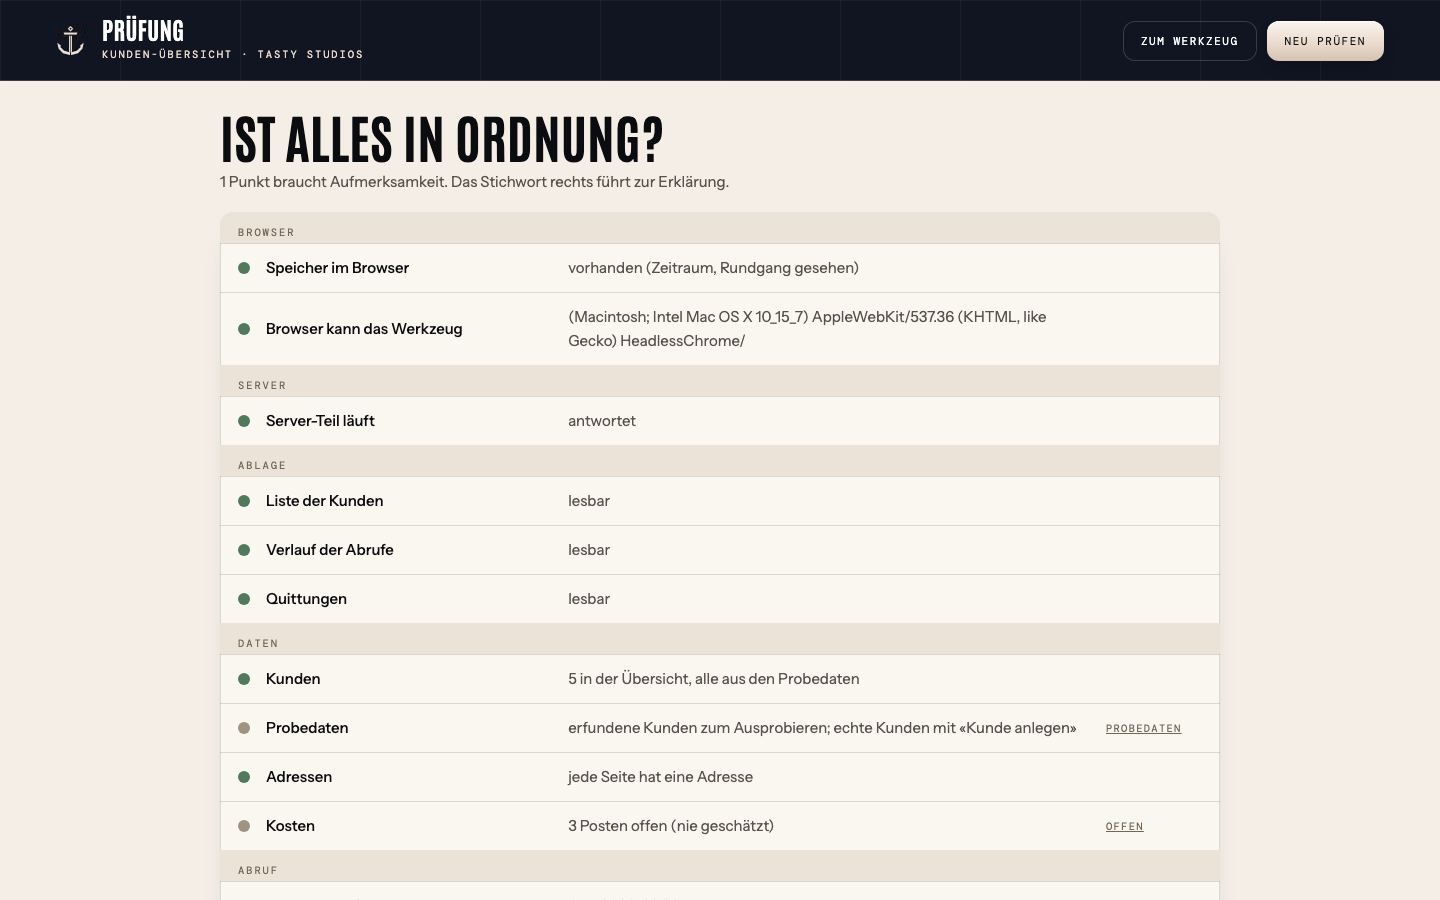 PRÜFUNG
KUNDEN-ÜBERSICHT · TASTY STUDIOS
ZUM WERKZEUG
NEU PRÜFEN
IST ALLES IN ORDNUNG?
1 Punkt braucht Aufmerksamkeit. Das Stichwort rechts führt zur Erklärung.
BROWSER
Speicher im Browser
vorhanden (Zeitraum, Rundgang gesehen)
Browser kann das Werkzeug
(Macintosh; Intel Mac OS X 10_15_7) AppleWebKit/537.36 (KHTML, like
Gecko) HeadlessChrome/
SERVER
Server-Teil läuft
antwortet
ABLAGE
Liste der Kunden
lesbar
Verlauf der Abrufe
lesbar
Quittungen
lesbar
DATEN
Kunden
5 in der Übersicht, alle aus den Probedaten
Probedaten
erfundene Kunden zum Ausprobieren; echte Kunden mit «Kunde anlegen»
PROBEDATEN
Adressen
jede Seite hat eine Adresse
Kosten
3 Posten offen (nie geschätzt)
OFFEN
ABRUF